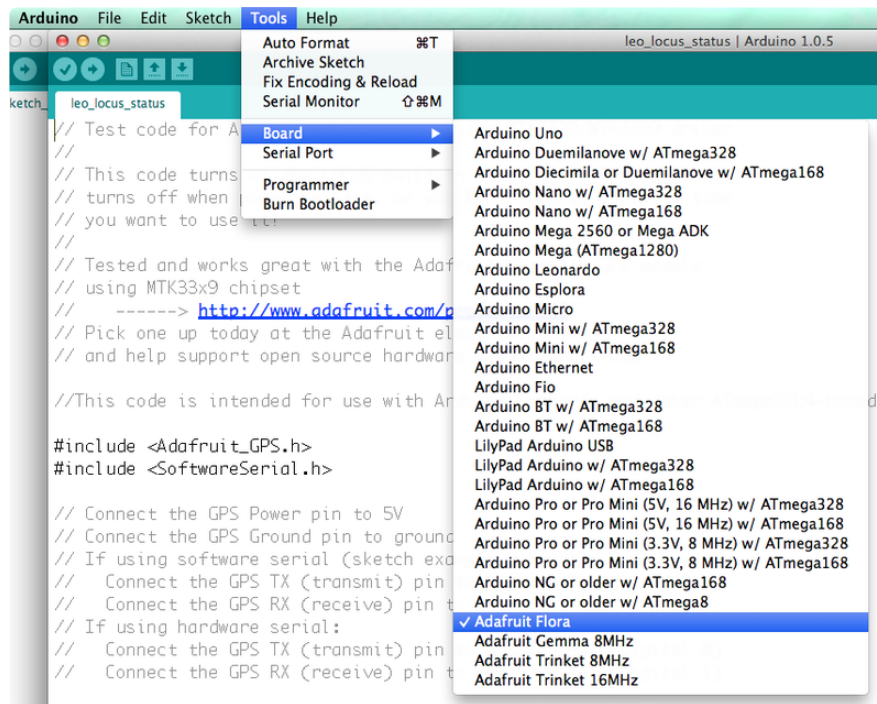 Arduino File Edit Sketch Tools Help
leo_locus_status | Arduino 1.0.5
leo_locus_status
Auto Format ⌘T
Archive Sketch
Fix Encoding & Reload
Serial Monitor ⇧⌘M
Board
Serial Port
Programmer
Burn Bootloader
Arduino Uno
Arduino Duemilanove w/ ATmega328
Arduino Diecimila or Duemilanove w/ ATmega168
Arduino Nano w/ ATmega328
Arduino Nano w/ ATmega168
Arduino Mega 2560 or Mega ADK
Arduino Mega (ATmega1280)
Arduino Leonardo
Arduino Esplora
Arduino Micro
Arduino Mini w/ ATmega328
Arduino Mini w/ ATmega168
Arduino Ethernet
Arduino Fio
Arduino BT w/ ATmega328
Arduino BT w/ ATmega168
LilyPad Arduino USB
LilyPad Arduino w/ ATmega328
LilyPad Arduino w/ ATmega168
Arduino Pro or Pro Mini (5V, 16 MHz) w/ ATmega328
Arduino Pro or Pro Mini (5V, 16 MHz) w/ ATmega168
Arduino Pro or Pro Mini (3.3V, 8 MHz) w/ ATmega328
Arduino Pro or Pro Mini (3.3V, 8 MHz) w/ ATmega168
Arduino NG or older w/ ATmega168
Arduino NG or older w/ ATmega8
✓ Adafruit Flora
Adafruit Gemma 8MHz
Adafruit Trinket 8MHz
Adafruit Trinket 16MHz
// Test code for A
//
// This code turns
// turns off when
// you want to use it!
//
// Tested and works great with the Adaf
// using MTK33x9 chipset
// ------> http://www.adafruit.com/p
// Pick one up today at the Adafruit el
// and help support open source hardwar
//This code is intended for use with Ar
#include <Adafruit_GPS.h>
#include <SoftwareSerial.h>
// Connect the GPS Power pin to 5V
// Connect the GPS Ground pin to ground
// If using software serial (sketch exa
// Connect the GPS TX (transmit) pin
// Connect the GPS RX (receive) pin t
// If using hardware serial:
// Connect the GPS TX (transmit) pin
// Connect the GPS RX (receive) pin t